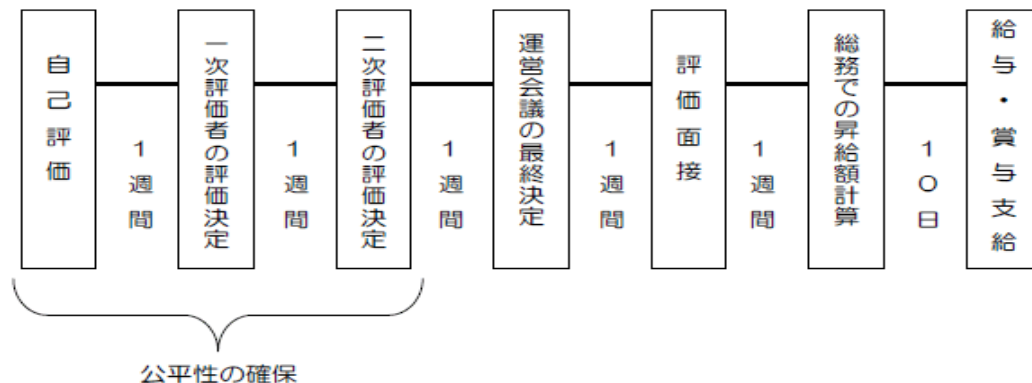 自己評価
1週間
一次評価者の評価決定
1週間
二次評価者の評価決定
1週間
運営会議の最終決定
1週間
評価面接
1週間
総務での昇給額計算
10日
給与・賞与支給
公平性の確保